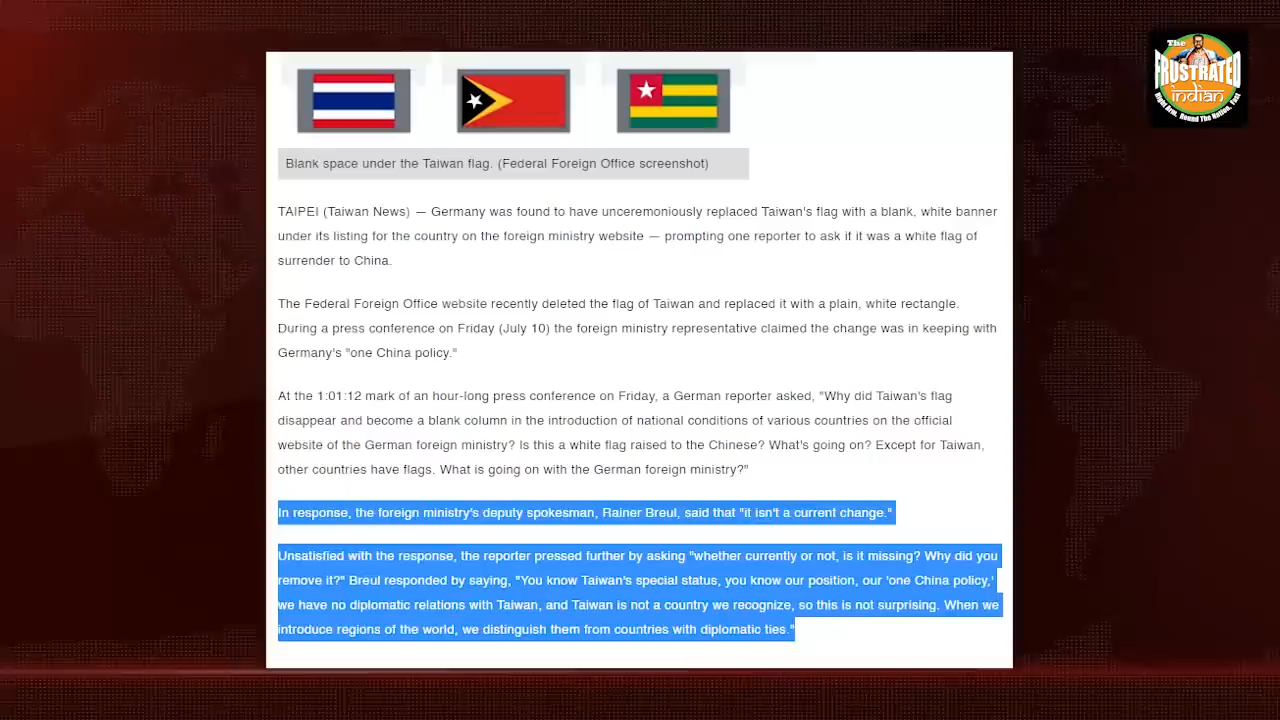 The
FRUSTRATED
indian
Right Arm, Round The Nation, Fast
Blank space under the Taiwan flag. (Federal Foreign Office screenshot)
TAIPEI (Taiwan News) — Germany was found to have unceremoniously replaced Taiwan's flag with a blank, white banner
under its listing for the country on the foreign ministry website — prompting one reporter to ask if it was a white flag of
surrender to China.
The Federal Foreign Office website recently deleted the flag of Taiwan and replaced it with a plain, white rectangle.
During a press conference on Friday (July 10) the foreign ministry representative claimed the change was in keeping with
Germany's "one China policy."
At the 1:01:12 mark of an hour-long press conference on Friday, a German reporter asked, "Why did Taiwan's flag
disappear and become a blank column in the introduction of national conditions of various countries on the official
website of the German foreign ministry? Is this a white flag raised to the Chinese? What's going on? Except for Taiwan,
other countries have flags. What is going on with the German foreign ministry?"
In response, the foreign ministry's deputy spokesman, Rainer Breul, said that "it isn't a current change."
Unsatisfied with the response, the reporter pressed further by asking "whether currently or not, is it missing? Why did you
remove it?" Breul responded by saying, "You know Taiwan's special status, you know our position, our 'one China policy,'
we have no diplomatic relations with Taiwan, and Taiwan is not a country we recognize, so this is not surprising. When we
introduce regions of the world, we distinguish them from countries with diplomatic ties."